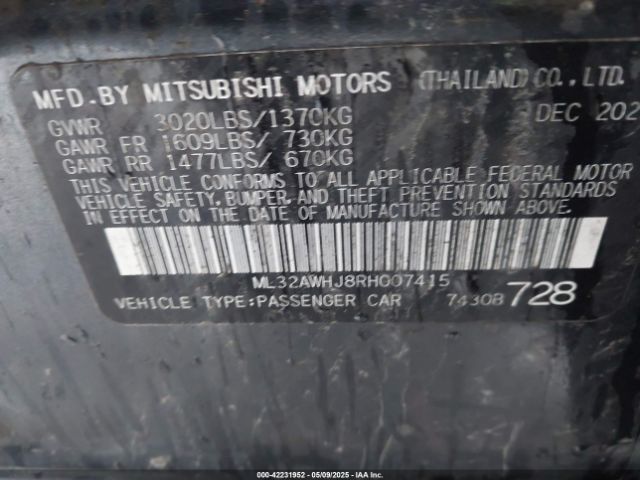 MFD. BY MITSUBISHI MOTORS (THAILAND) CO., LTD.
GVWR 3020LBS/1370KG DEC 202
GAWR FR 1609LBS/ 730KG
GAWR RR 1477LBS/ 670KG
THIS VEHICLE CONFORMS TO ALL APPLICABLE FEDERAL MOTOR
VEHICLE SAFETY, BUMPER, AND THEFT PREVENTION STANDARDS
IN EFFECT ON THE DATE OF MANUFACTURE SHOWN ABOVE.
ML32AWHJ8RH007415
VEHICLE TYPE:PASSENGER CAR 7430B 728
000-42231952 - 05/09/2025 - IAA Inc.